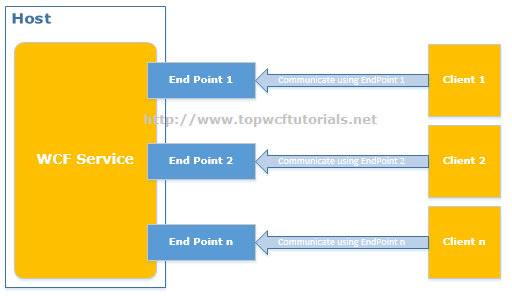 Host
End Point 1
Communicate using EndPoint 1
Client 1
http://www.topwcftutorials.net
WCF Service
End Point 2
Communicate using EndPoint 2
Client 2
End Point n
Communicate using EndPoint n
Client n